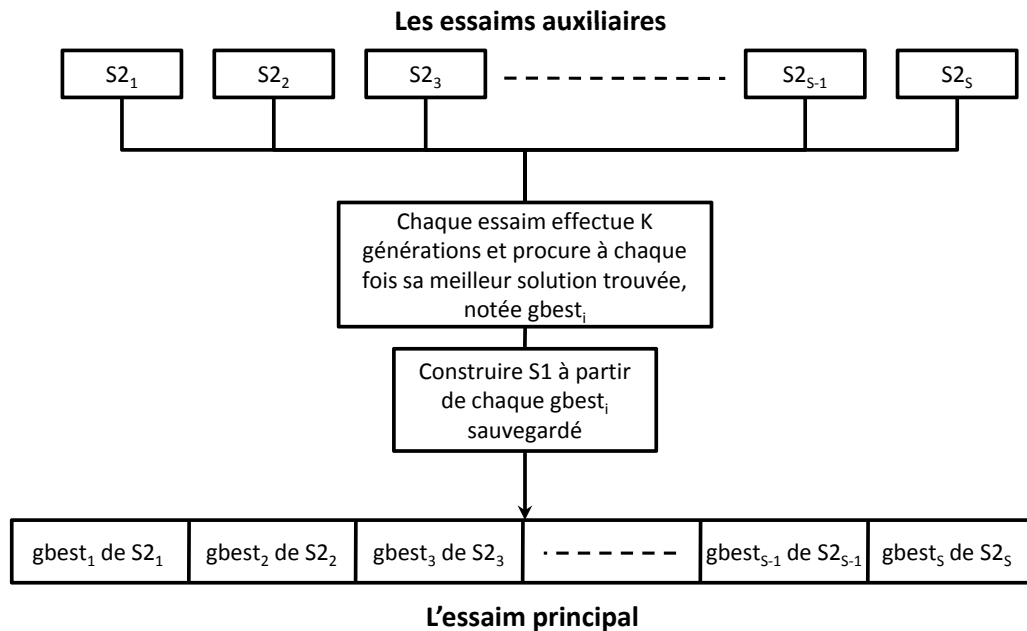 Les essaims auxiliaires
S2₁ S2₂ S2₃ S2S-1 S2S
Chaque essaim effectue K
générations et procure à chaque
fois sa meilleur solution trouvée,
notée gbestᵢ
Construire S1 à partir
de chaque gbestᵢ
sauvegardé
gbest₁ de S2₁ gbest₂ de S2₂ gbest₃ de S2₃ gbestS-1 de S2S-1 gbestS de S2S
L'essaim principal